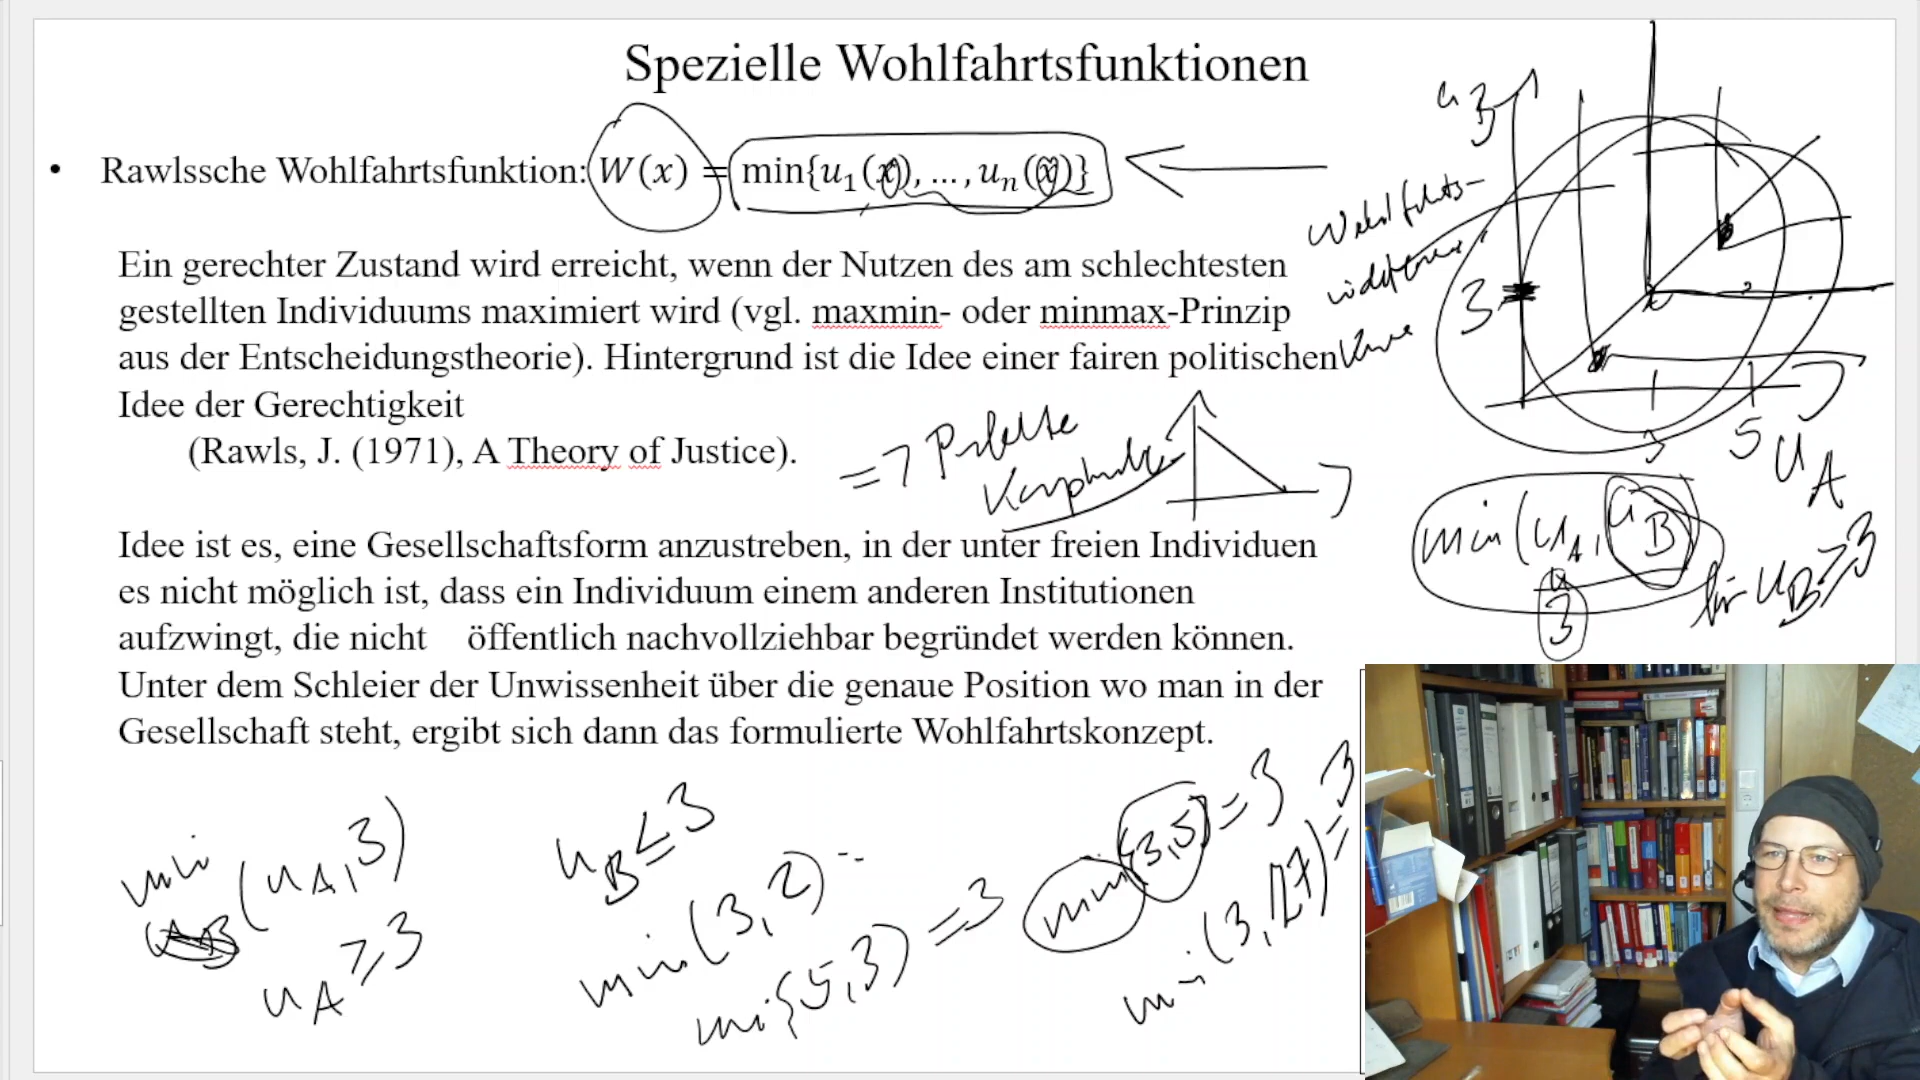 Spezielle Wohlfahrtsfunktionen
• Rawlssche Wohlfahrtsfunktion: W(x) = min{u₁(x), …, uₙ(x)}
Ein gerechter Zustand wird erreicht, wenn der Nutzen des am schlechtesten
gestellten Individuums maximiert wird (vgl. maxmin- oder minmax-Prinzip
aus der Entscheidungstheorie). Hintergrund ist die Idee einer fairen politischen
Idee der Gerechtigkeit
(Rawls, J. (1971), A Theory of Justice).
Idee ist es, eine Gesellschaftsform anzustreben, in der unter freien Individuen
es nicht möglich ist, dass ein Individuum einem anderen Institutionen
aufzwingt, die nicht öffentlich nachvollziehbar begründet werden können.
Unter dem Schleier der Unwissenheit über die genaue Position wo man in der
Gesellschaft steht, ergibt sich dann das formulierte Wohlfahrtskonzept.
3
3
5
u_A
min(u_A, u_B)
3
für u_B ≥ 3
(u_A, 3)
u_A ≥ 3
u_B ≤ 3
min(3,2)
{5,3) = 3
min(3,5) = 3
(3,127) = 3